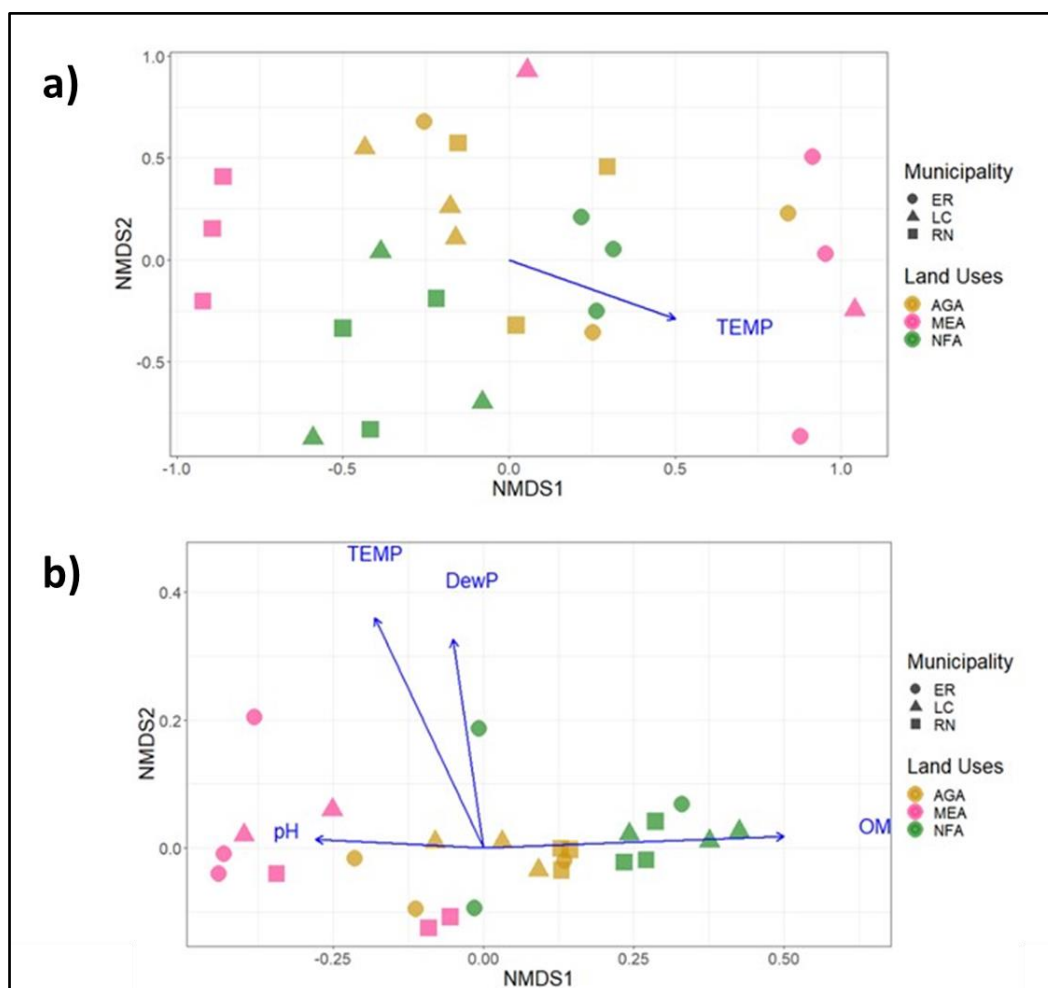 a)
1.0
0.5
0.0
-0.5
NMDS2
-1.0 -0.5 0.0 0.5 1.0
NMDS1
TEMP
Municipality
ER
LC
RN
Land Uses
AGA
MEA
NFA
b)
0.4
0.2
0.0
NMDS2
-0.25 0.00 0.25 0.50
NMDS1
TEMP
DewP
pH
OM
Municipality
ER
LC
RN
Land Uses
AGA
MEA
NFA